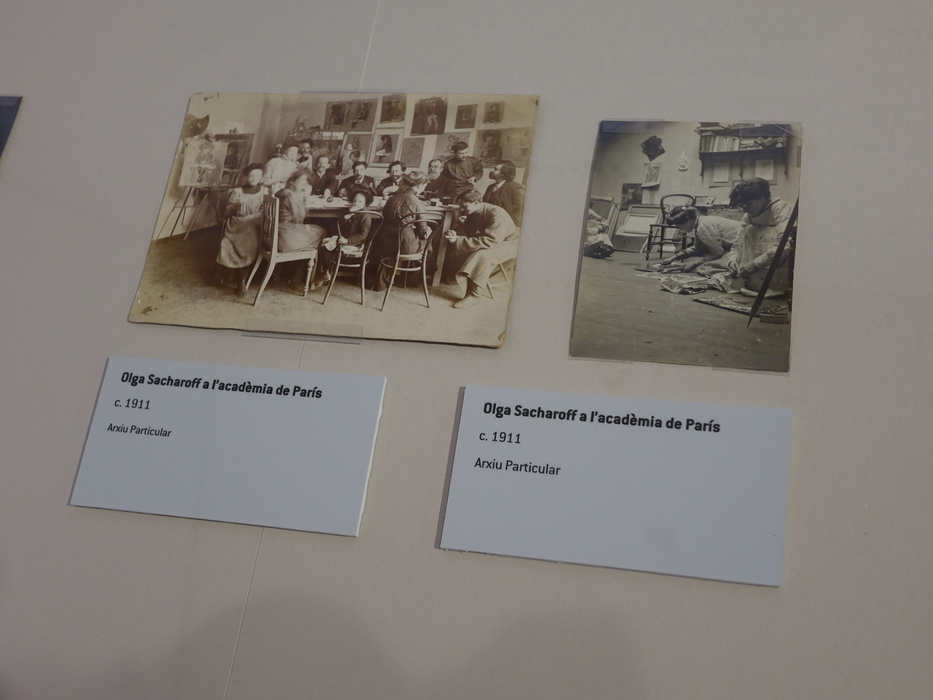 Olga Sacharoff a l'acadèmia de París
c. 1911
Arxiu Particular
Olga Sacharoff a l'acadèmia de París
c. 1911
Arxiu Particular